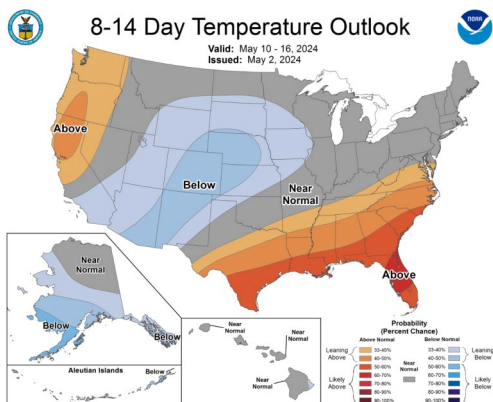 8-14 Day Temperature Outlook
Valid: May 10 - 16, 2024
Issued: May 2, 2024
NOAA
Above
Below
Near
Normal
Above
Near
Normal
Below
Below
Aleutian Islands
Below
Near
Normal
Near
Normal
Near
Normal
Probability
(Percent Chance)
Above Normal
Below Normal
Leaning
Above
33-40%
40-50%
33-40%
40-50%
Leaning
Below
Near
Normal
Likely
Above
50-60%
60-70%
70-80%
80-90%
90-100%
50-60%
60-70%
70-80%
80-90%
90-100%
Likely
Below